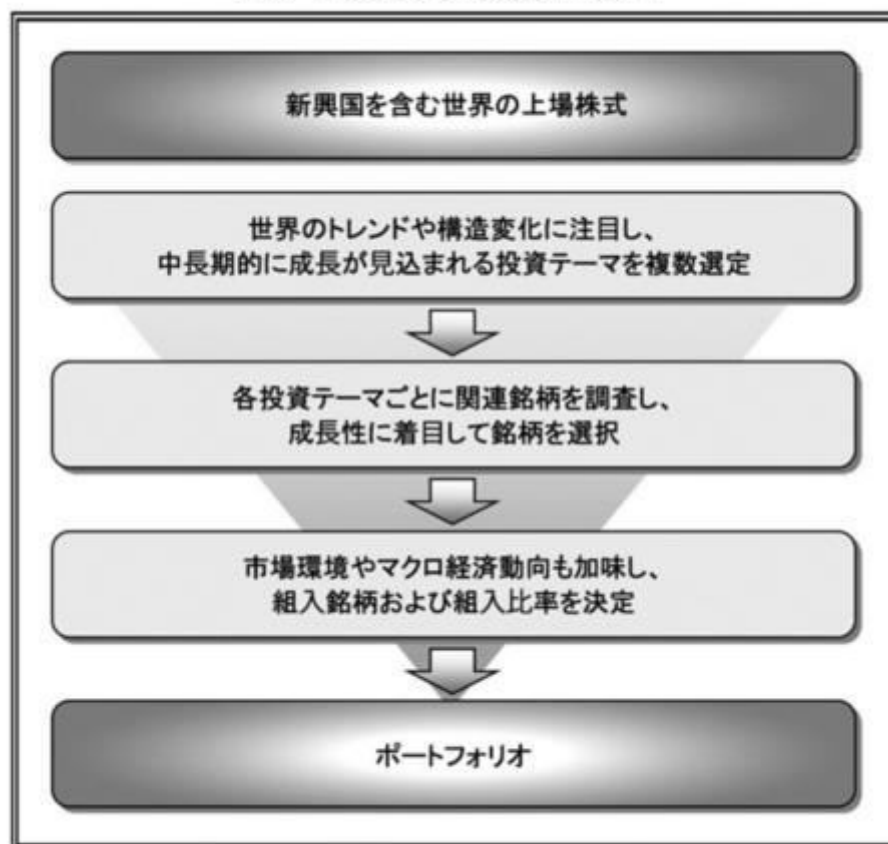 新興国を含む世界の上場株式
世界のトレンドや構造変化に注目し、
中長期的に成長が見込まれる投資テーマを複数選定
各投資テーマごとに関連銘柄を調査し、
成長性に着目して銘柄を選択
市場環境やマクロ経済動向も加味し、
組入銘柄および組入比率を決定
ポートフォリオ